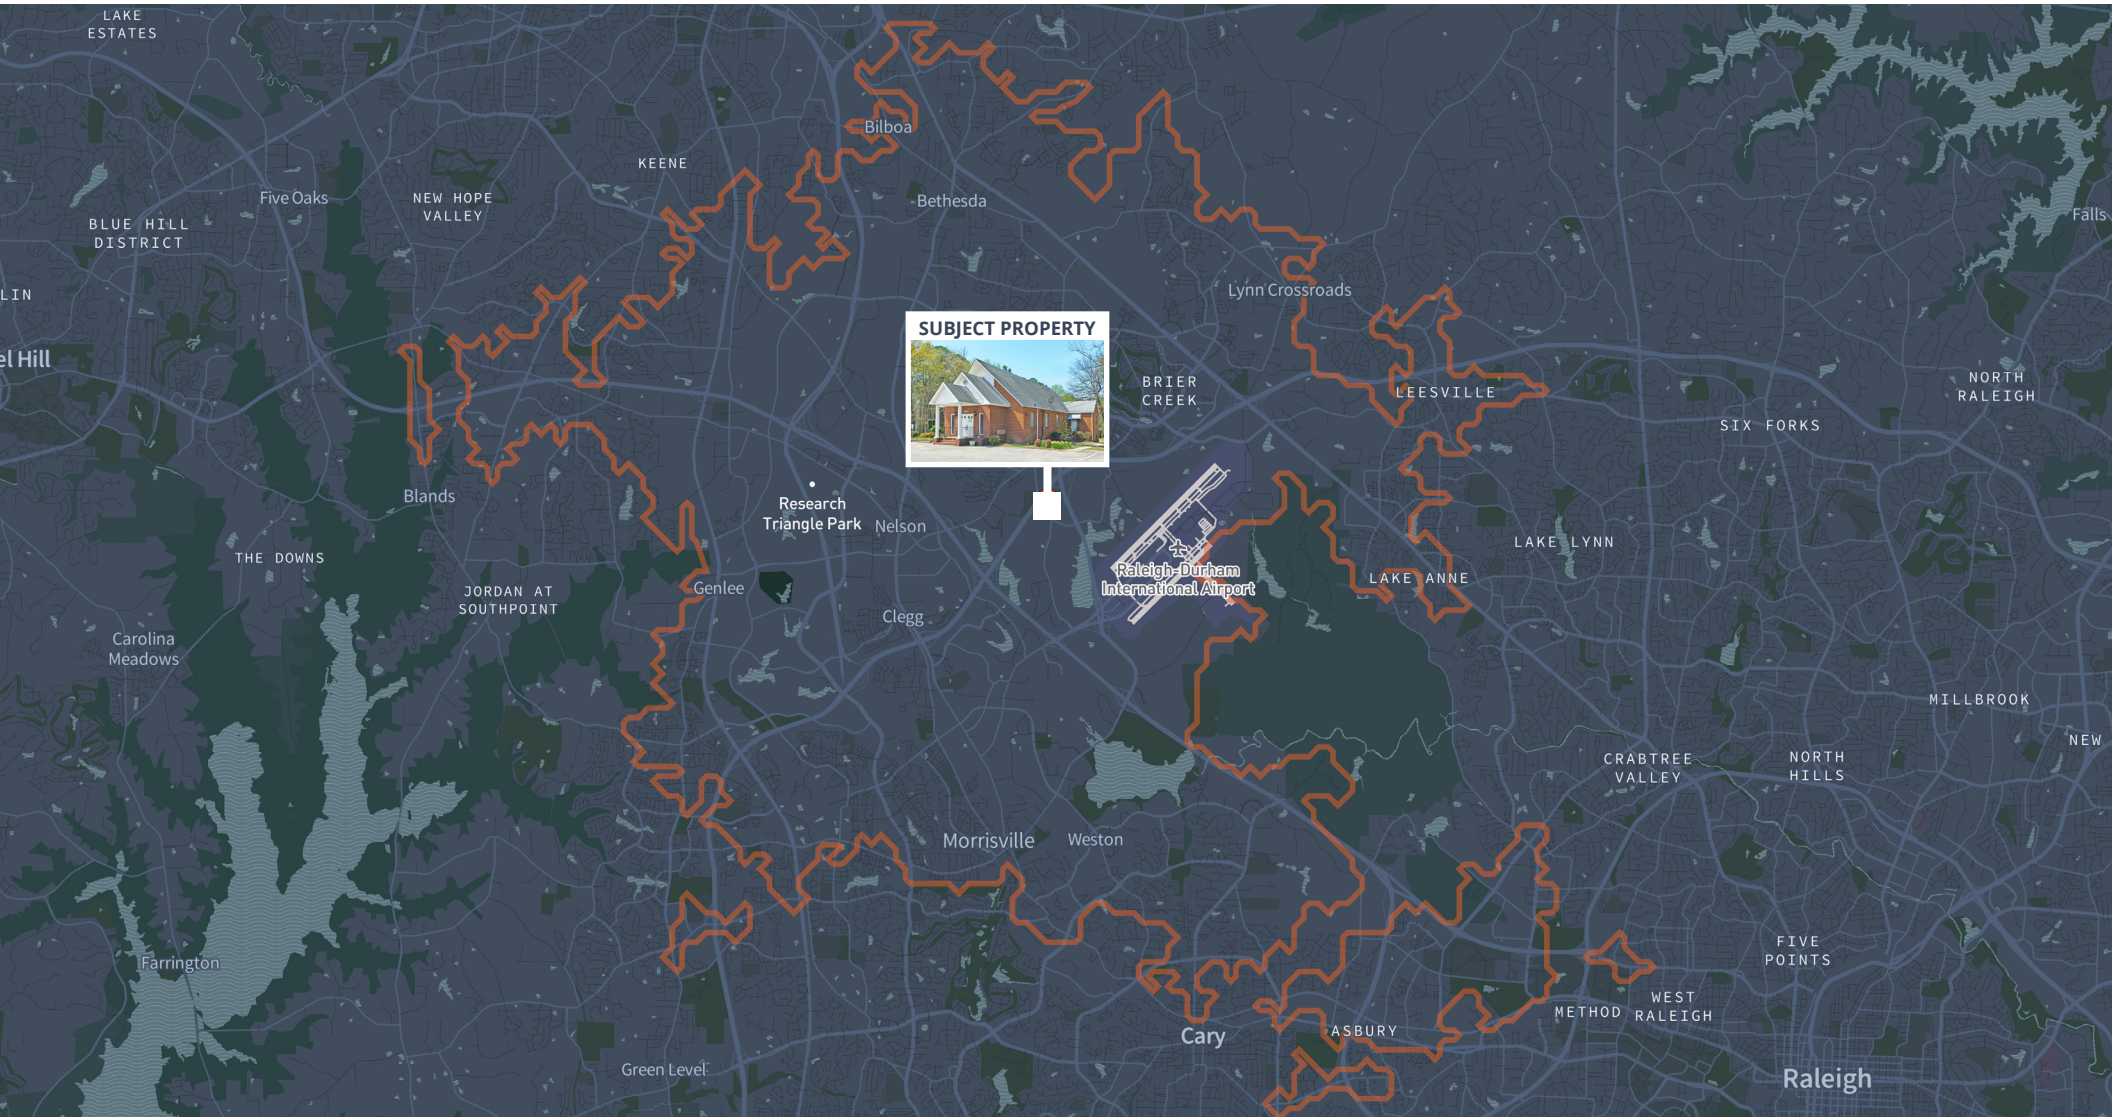 LAKE
ESTATES
Bilboa
KEENE
Five Oaks
NEW HOPE
VALLEY
Bethesda
BLUE HILL
DISTRICT
Falls
LIN
Lynn Crossroads
SUBJECT PROPERTY
el Hill
BRIER
CREEK
LEESVILLE
NORTH
RALEIGH
SIX FORKS
Blands
Research
Triangle Park
Nelson
THE DOWNS
LAKE LYNN
Raleigh-Durham
International Airport
LAKE ANNE
JORDAN AT
SOUTHPOINT
Genlee
Clegg
Carolina
Meadows
MILLBROOK
NEW
CRABTREE
VALLEY
NORTH
HILLS
Morrisville
Weston
FIVE
POINTS
Farrington
WEST
RALEIGH
METHOD
Cary
ASBURY
Green Level
Raleigh